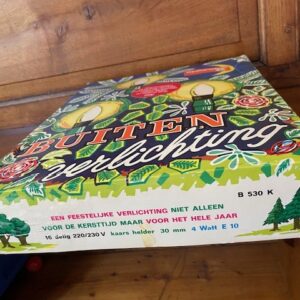 BUITEN
verlichting
B 530 K
EEN FEESTELIJKE VERLICHTING NIET ALLEEN
VOOR DE KERSTTIJD MAAR VOOR HET HELE JAAR
16 delig 220/230 V kaars helder 30 mm 4 Watt E 10